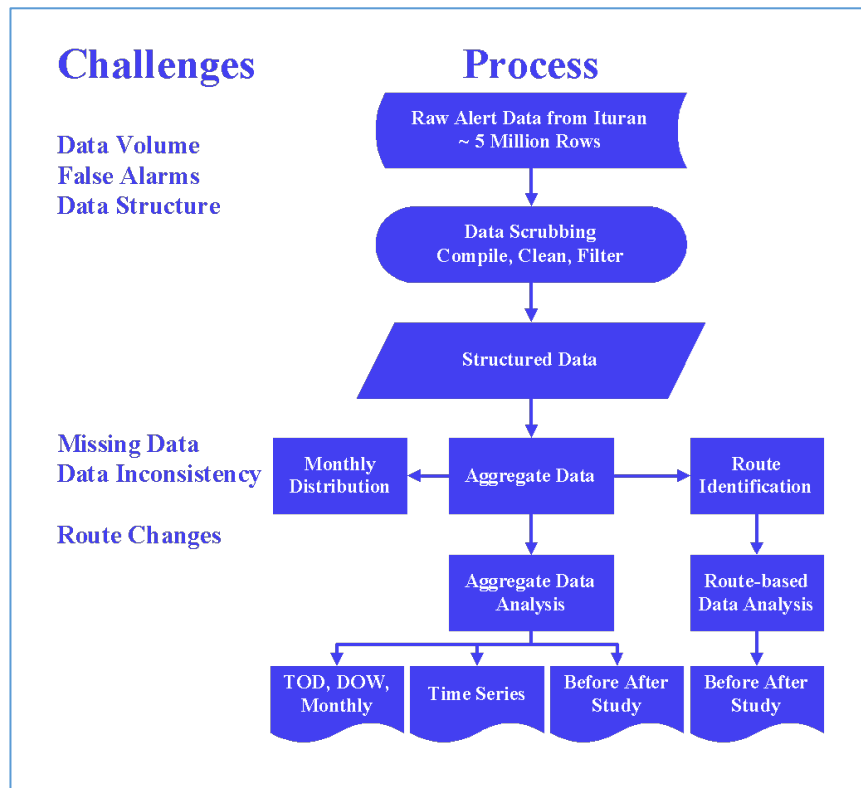 Challenges
Process
Raw Alert Data from Ituran
~ 5 Million Rows
Data Volume
False Alarms
Data Structure
Data Scrubbing
Compile, Clean, Filter
Structured Data
Missing Data
Data Inconsistency
Monthly
Distribution
Aggregate Data
Route
Identification
Route Changes
Aggregate Data
Analysis
Route-based
Data Analysis
TOD, DOW,
Monthly
Time Series
Before After
Study
Before After
Study